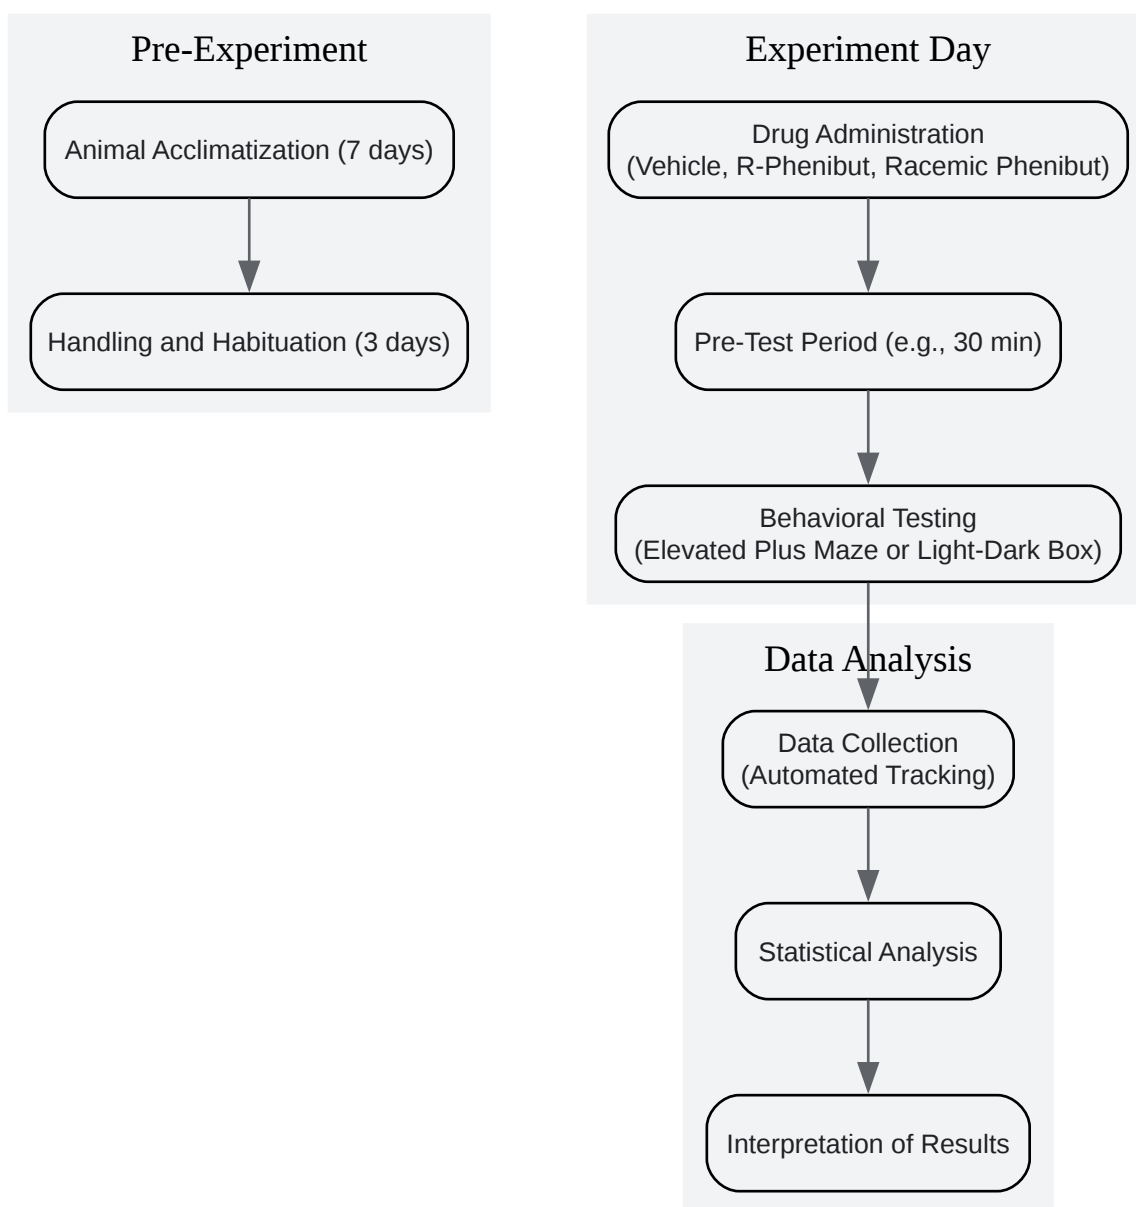 Pre-Experiment
Animal Acclimatization (7 days)
Handling and Habituation (3 days)
Experiment Day
Drug Administration
(Vehicle, R-Phenibut, Racemic Phenibut)
Pre-Test Period (e.g., 30 min)
Behavioral Testing
(Elevated Plus Maze or Light-Dark Box)
Data Analysis
Data Collection
(Automated Tracking)
Statistical Analysis
Interpretation of Results